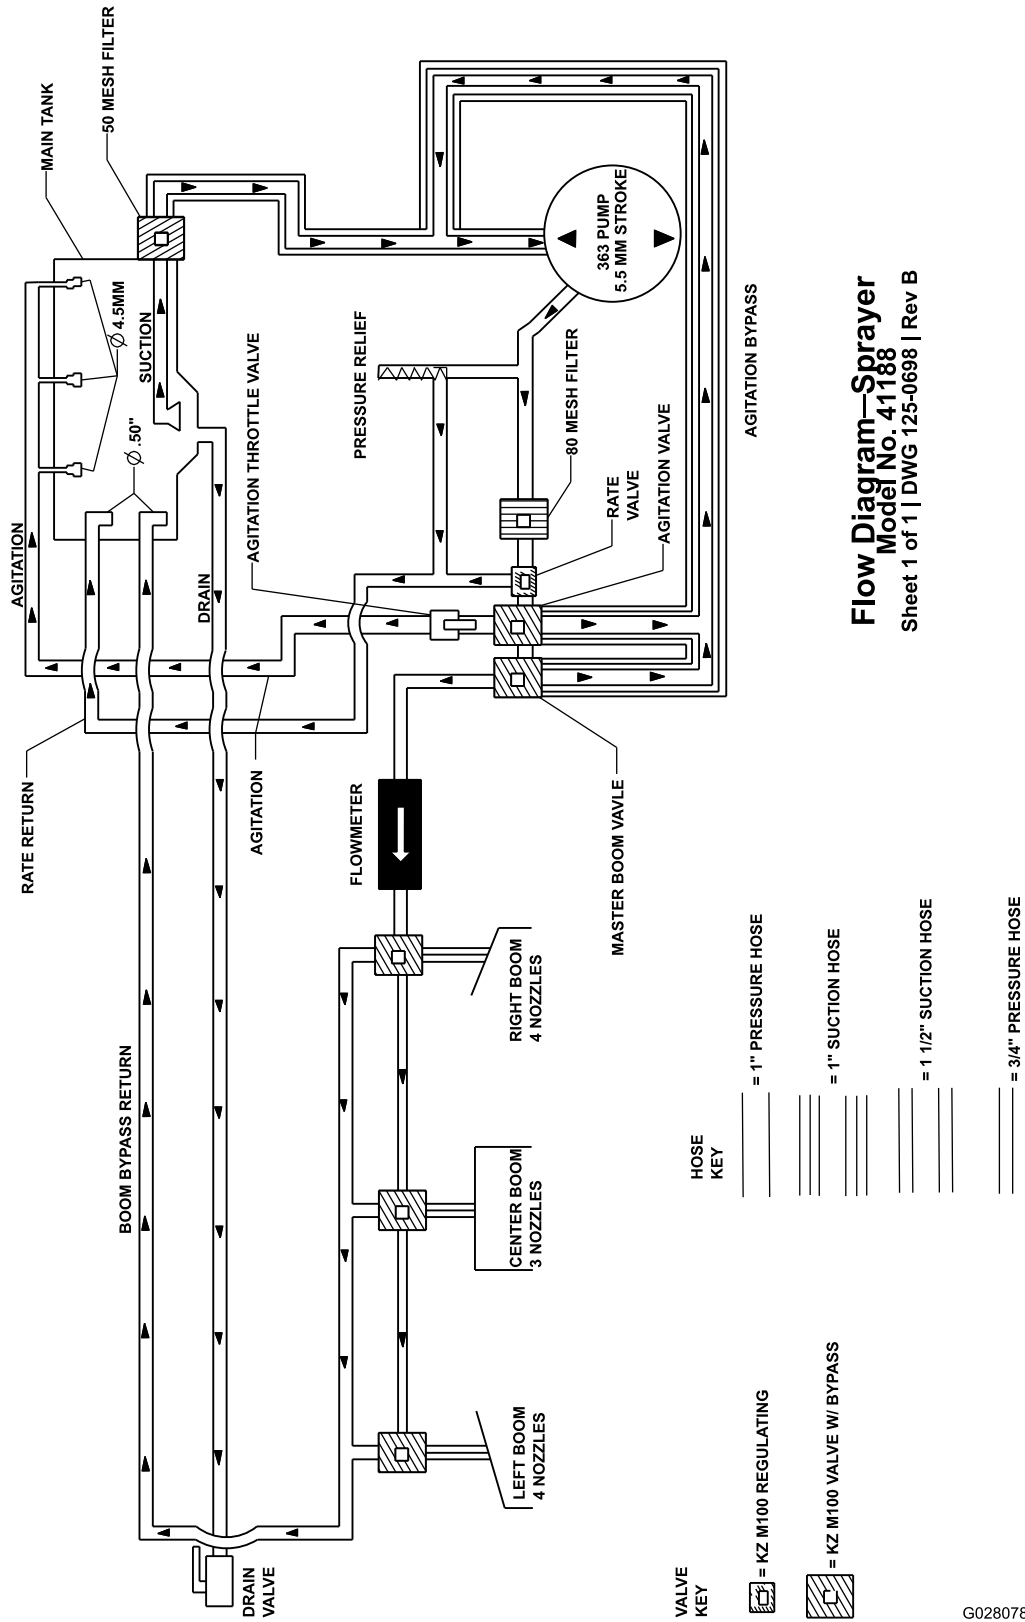 MAIN TANK
50 MESH FILTER
AGITATION
Ø 4.5MM
SUCTION
Ø .50"
DRAIN
AGITATION THROTTLE VALVE
PRESSURE RELIEF
363 PUMP
5.5 MM STROKE
80 MESH FILTER
RATE
VALVE
AGITATION VALVE
AGITATION BYPASS
RATE RETURN
AGITATION
FLOWMETER
MASTER BOOM VAVLE
BOOM BYPASS RETURN
RIGHT BOOM
4 NOZZLES
CENTER BOOM
3 NOZZLES
LEFT BOOM
4 NOZZLES
DRAIN
VALVE
Flow Diagram—Sprayer
Model No. 41188
Sheet 1 of 1 | DWG 125-0698 | Rev B
HOSE
KEY
= 1" PRESSURE HOSE
= 1" SUCTION HOSE
= 1 1/2" SUCTION HOSE
= 3/4" PRESSURE HOSE
VALVE
KEY
= KZ M100 REGULATING
= KZ M100 VALVE W/ BYPASS
G028078